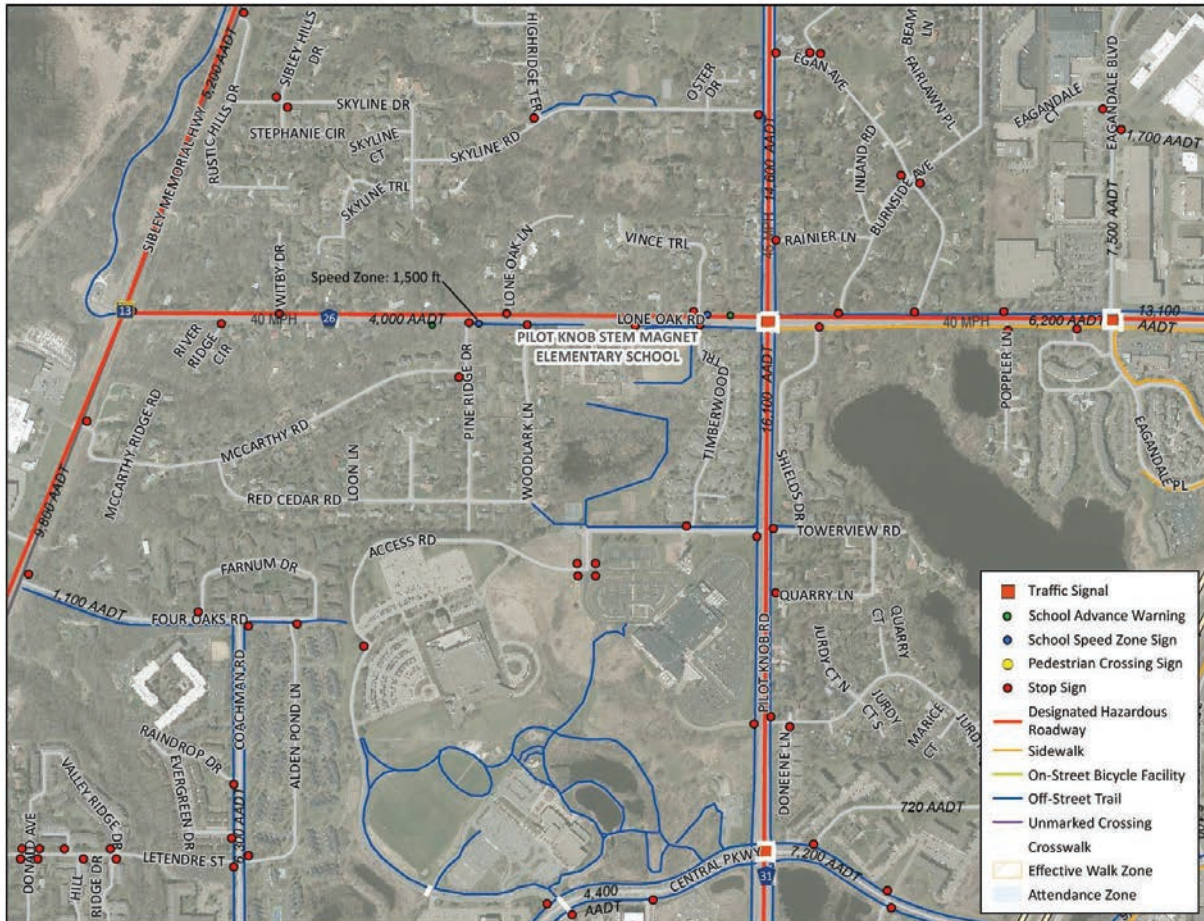 SIBLEY HILLS
DR
HIGHRIDGE TER
OSTER
DR
EGAN AVE
BEAM
LN
FAIRLAWN PL
EAGANDALE BLVD
EAGANDALE
CT
1,700 AADT
SIBLEY MEMORIAL HWY
5,200 AADT
RUSTIC HILLS DR
SKYLINE DR
STEPHANIE CIR
SKYLINE
CT
SKYLINE RD
SKYLINE TRL
14,600 AADT
45 MPH
INLAND RD
BURNSIDE AVE
7,500 AADT
VINCE TRL
RAINIER LN
WITBY DR
Speed Zone: 1,500 ft
LONE OAK LN
13
40 MPH
26
4,000 AADT
LONE OAK RD
40 MPH
6,200 AADT
13,100
AADT
RIVER
RIDGE CIR
PILOT KNOB STEM MAGNET
ELEMENTARY SCHOOL
PINE RIDGE DR
TIMBERWOOD
TRL
16,100 AADT
POPPLER LN
MCCARTHY RIDGE RD
MCCARTHY RD
LOON LN
WOODLARK LN
SHIELDS DR
EAGANDALE PL
9,800 AADT
RED CEDAR RD
ACCESS RD
TOWERVIEW RD
FARNUM DR
1,100 AADT
FOUR OAKS RD
QUARRY LN
QUARRY
CT
COACHMAN RD
ALDEN POND LN
PILOT KNOB RD
JURDY CT N
JURDY
CT S
MARICE
CT
JURDY
RAINDROP DR
EVERGREEN DR
VALLEY RIDGE DR
DONEENE LN
720 AADT
6,300 AADT
DONALD AVE
HILL
RIDGE DR
LETENDRE ST
CENTRAL PKWY
7,200 AADT
4,400
AADT
31
Traffic Signal
School Advance Warning
School Speed Zone Sign
Pedestrian Crossing Sign
Stop Sign
Designated Hazardous
Roadway
Sidewalk
On-Street Bicycle Facility
Off-Street Trail
Unmarked Crossing
Crosswalk
Effective Walk Zone
Attendance Zone